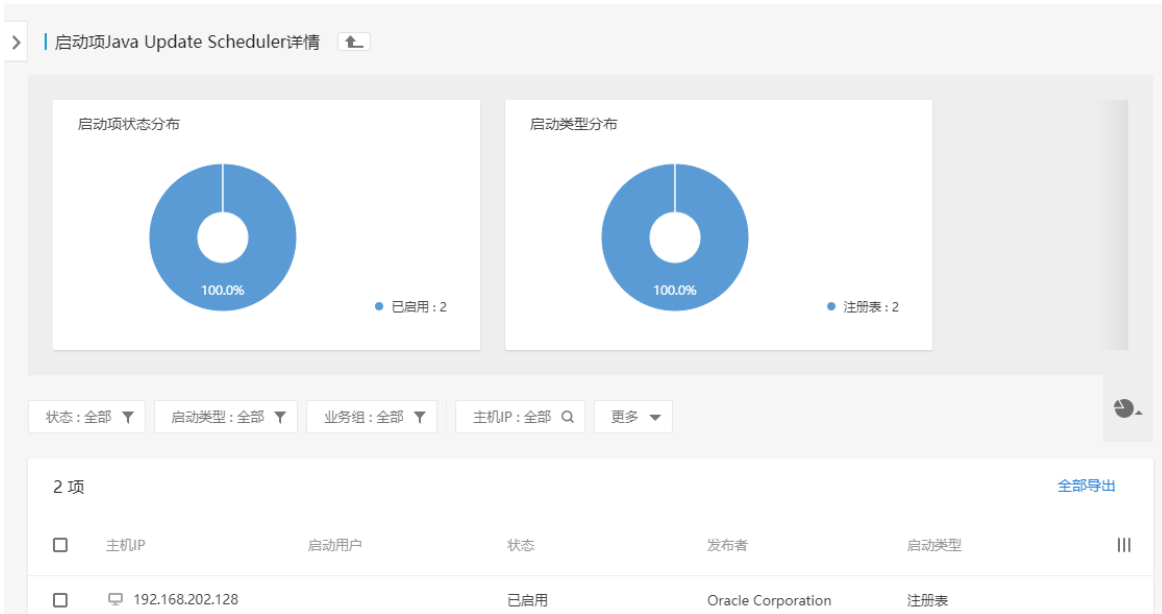 启动项Java Update Scheduler详情
启动项状态分布
100.0%
已启用 : 2
启动类型分布
100.0%
注册表 : 2
状态 : 全部 启动类型 : 全部 业务组 : 全部 主机IP : 全部 更多
2 项 全部导出
主机IP 启动用户 状态 发布者 启动类型
192.168.202.128 已启用 Oracle Corporation 注册表